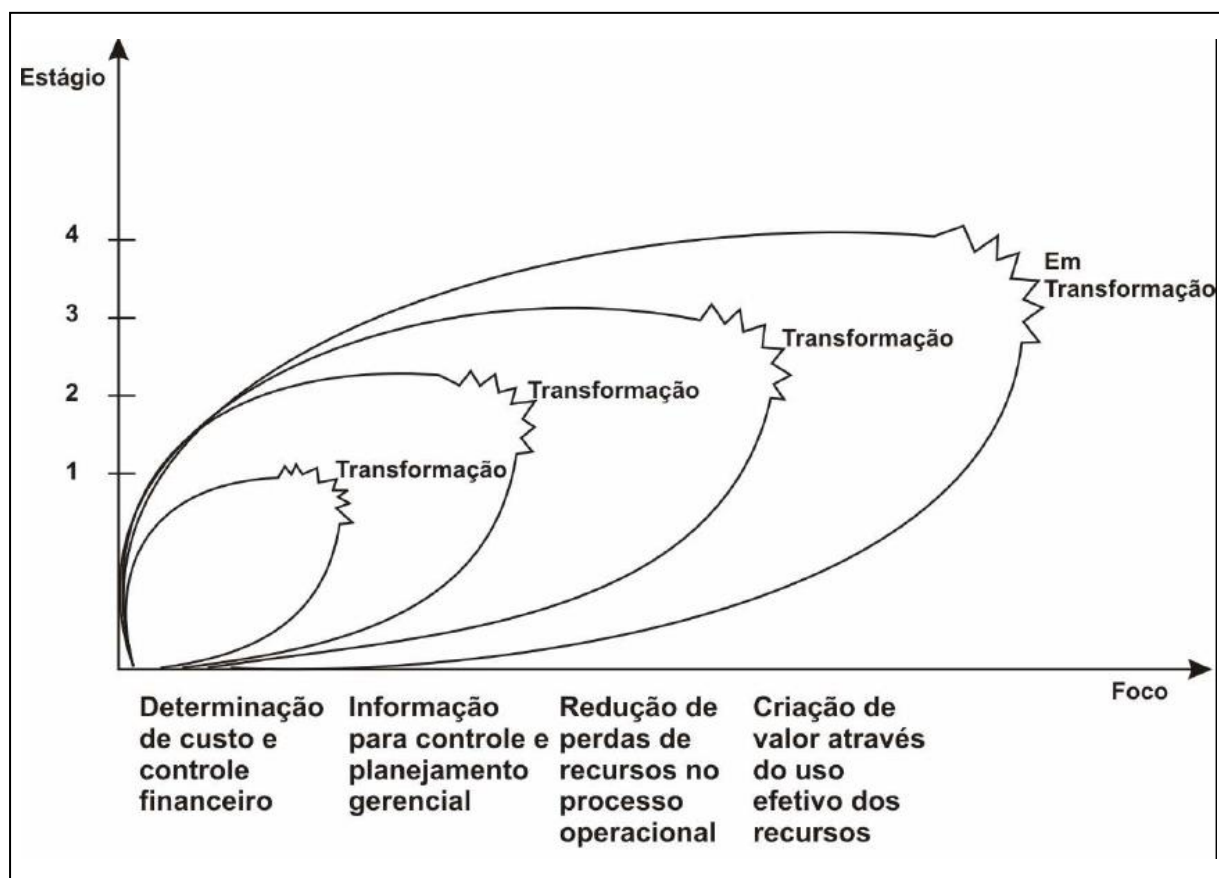 Estágio
4
3
2
1
Em
Transformação
Transformação
Transformação
Transformação
Foco
Determinação
de custo e
controle
financeiro
Informação
para controle e
planejamento
gerencial
Redução de
perdas de
recursos no
processo
operacional
Criação de
valor através
do uso
efetivo dos
recursos